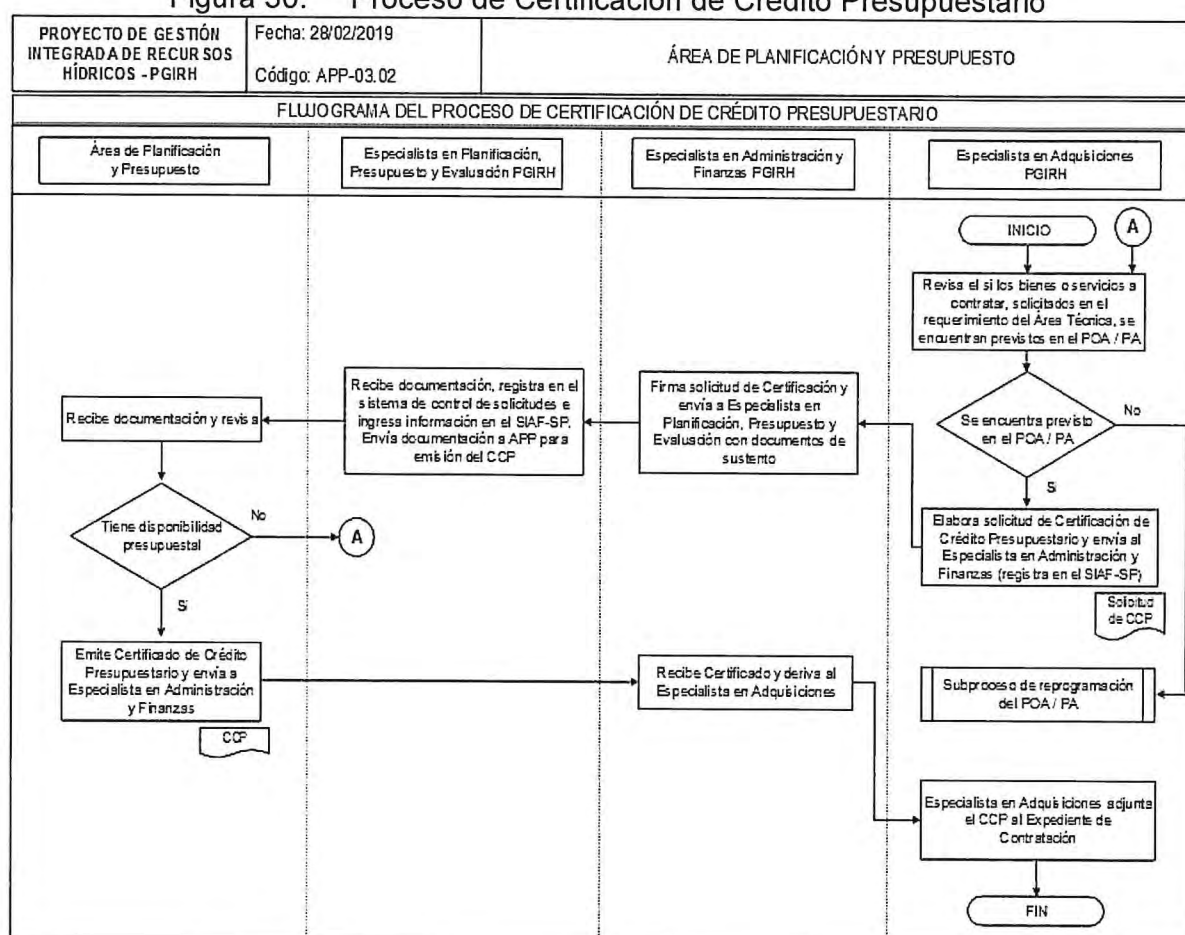 Figura 30. Proceso de Certificación de Crédito Presupuestario
PROYECTO DE GESTIÓN
INTEGRADA DE RECURSOS
HÍDRICOS - PGIRH
Fecha: 28/02/2019
Código: APP-03.02
ÁREA DE PLANIFICACIÓN Y PRESUPUESTO
FLUJOGRAMA DEL PROCESO DE CERTIFICACIÓN DE CRÉDITO PRESUPUESTARIO
Área de Planificación
y Presupuesto
Especialista en Planificación,
Presupuesto y Evaluación PGIRH
Especialista en Administración y
Finanzas PGIRH
Especialista en Adquisiciones
PGIRH
INICIO
A
Revisa el si los bienes o servicios a
contratar, solicitados en el
requerimiento del Área Técnica, se
encuentran previstos en el POA / PA
Recibe documentación y revisa
Recibe documentación, registra en el
sistema de control de solicitudes e
ingresa información en el SIAF-SP.
Envía documentación a APP para
emisión del CCP
Firma solicitud de Certificación y
envía a Especialista en
Planificación, Presupuesto y
Evaluación con documentos de
sustento
Se encuentra previsto
en el POA / PA
No
Si
Tiene disponibilidad
presupuestal
No
A
Si
Elabora solicitud de Certificación de
Crédito Presupuestario y envía al
Especialista en Administración y
Finanzas (registra en el SIAF-SP)
Solicitud
de CCP
Emite Certificado de Crédito
Presupuestario y envía a
Especialista en Administración
y Finanzas
CCP
Recibe Certificado y deriva al
Especialista en Adquisiciones
Subproceso de reprogramación
del POA / PA
Especialista en Adquisiciones adjunta
el CCP al Expediente de
Contratación
FIN